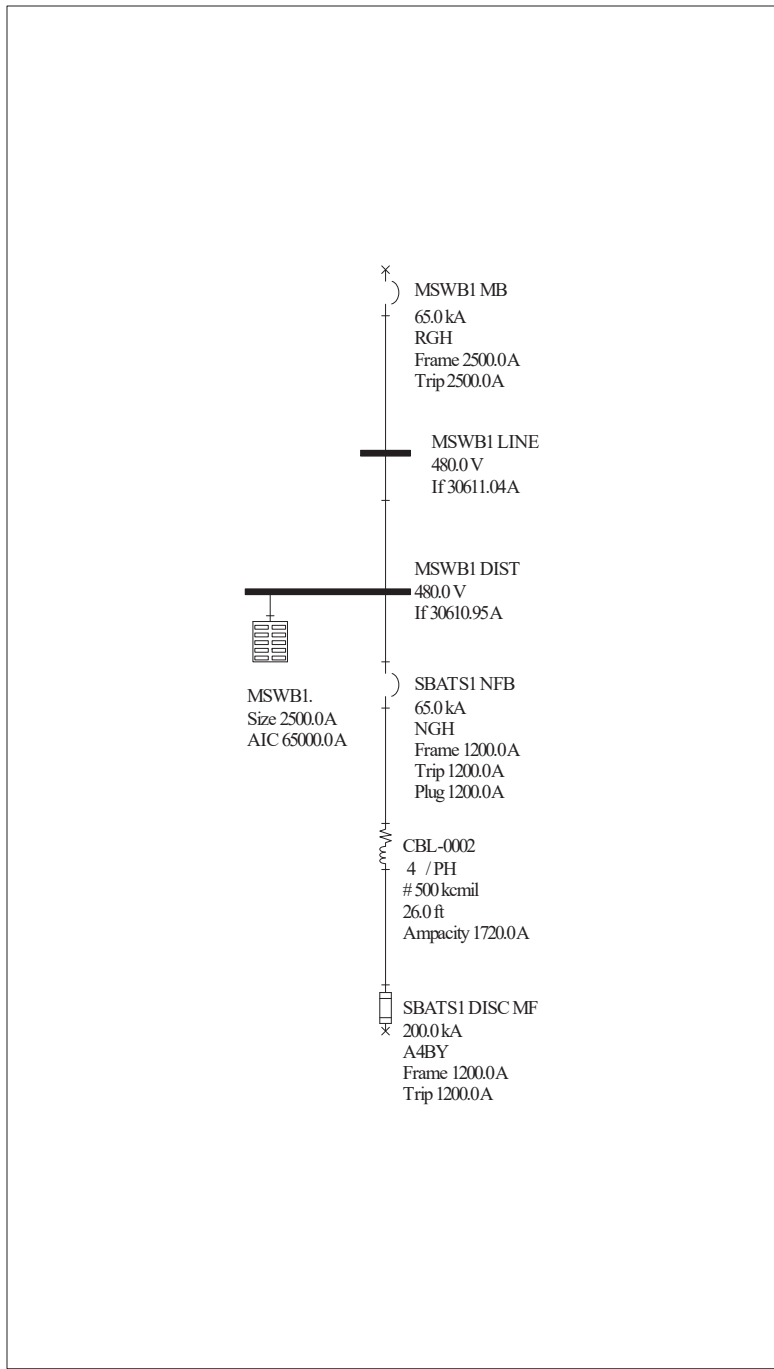 MSWB1 MB
65.0 kA
RGH
Frame 2500.0A
Trip 2500.0A
MSWB1 LINE
480.0 V
If 30611.04A
MSWB1 DIST
480.0 V
If 30610.95A
MSWB1.
Size 2500.0A
AIC 65000.0A
SBATS1 NFB
65.0 kA
NGH
Frame 1200.0A
Trip 1200.0A
Plug 1200.0A
CBL-0002
4 / PH
# 500 kcmil
26.0 ft
Ampacity 1720.0A
SBATS1 DISC MF
200.0 kA
A4BY
Frame 1200.0A
Trip 1200.0A